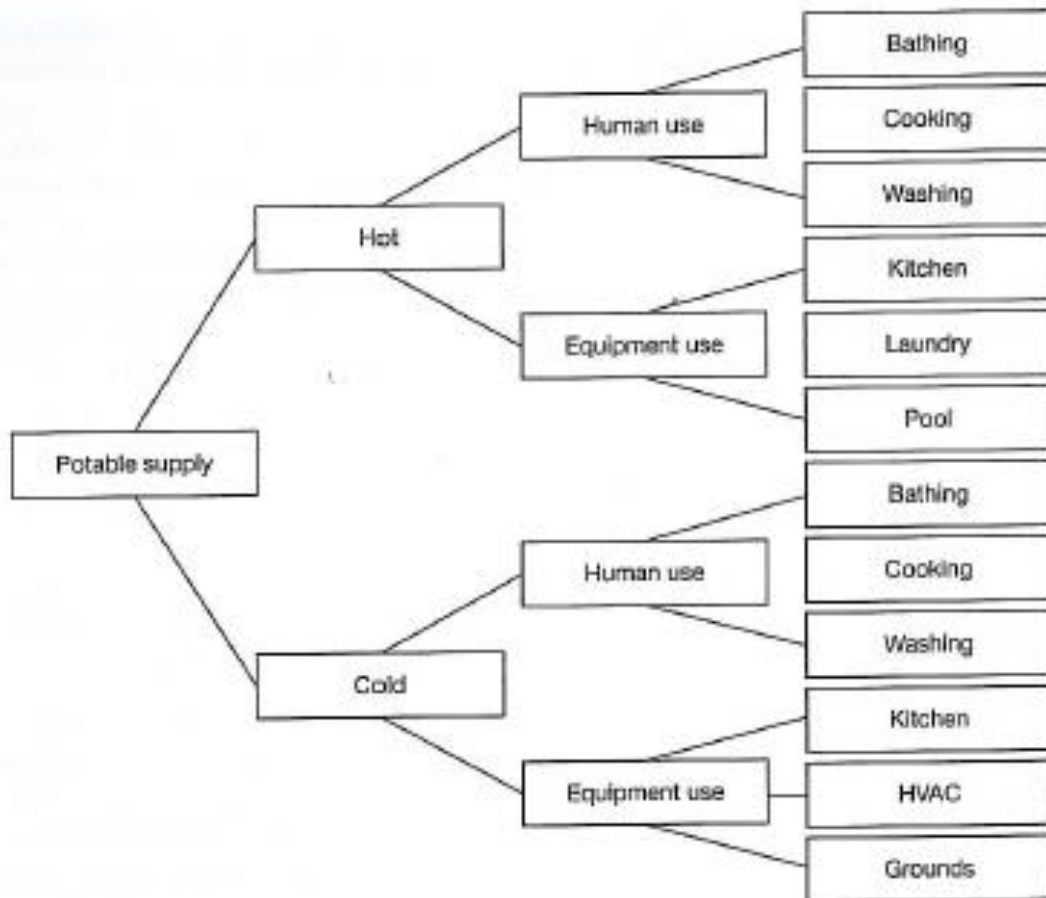 Bathing
Human use
Cooking
Washing
Hot
Kitchen
Equipment use
Laundry
Pool
Potable supply
Bathing
Human use
Cooking
Washing
Cold
Kitchen
Equipment use
HVAC
Grounds